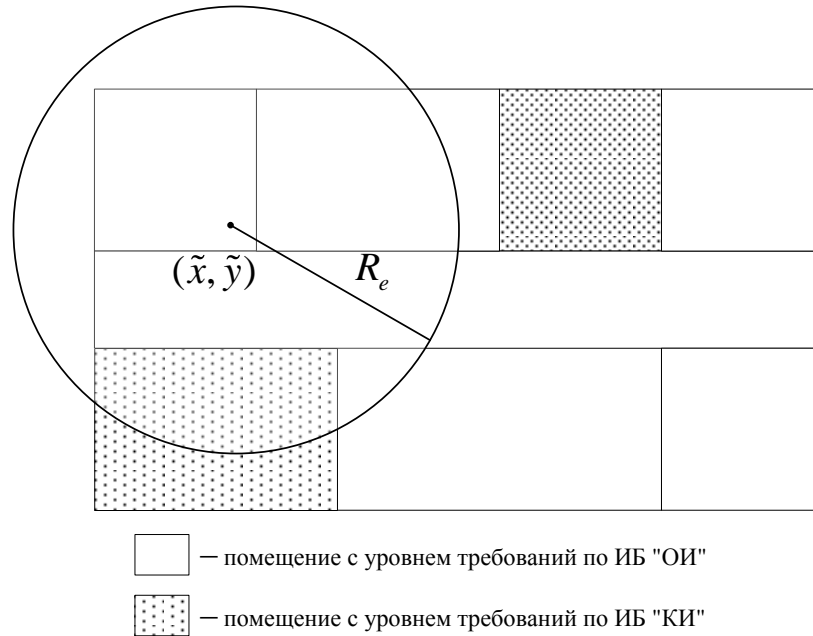 (x̃, ỹ)
R_e
– помещение с уровнем требований по ИБ "ОИ"
– помещение с уровнем требований по ИБ "КИ"